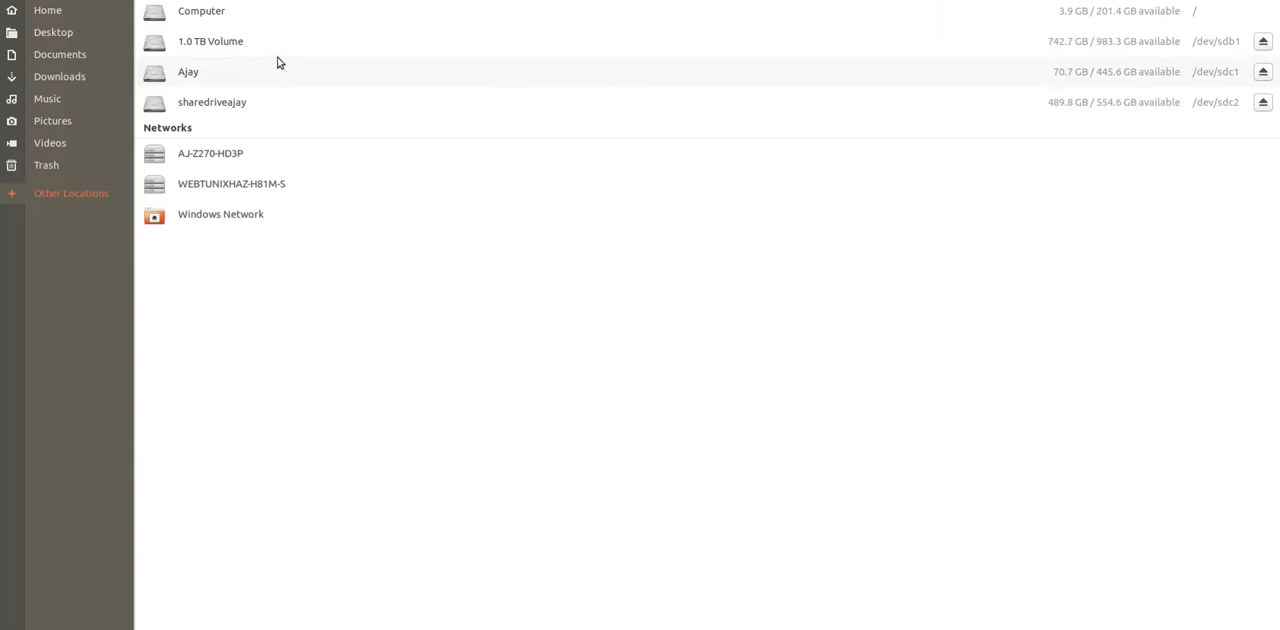 Home
Desktop
Documents
Downloads
Music
Pictures
Videos
Trash
Other Locations
Computer 3.9 GB / 201.4 GB available /
1.0 TB Volume 742.7 GB / 983.3 GB available /dev/sdb1
Ajay 70.7 GB / 445.6 GB available /dev/sdc1
sharedriveajay 489.8 GB / 554.6 GB available /dev/sdc2
Networks
AJ-Z270-HD3P
WEBTUNIXHAZ-H81M-S
Windows Network